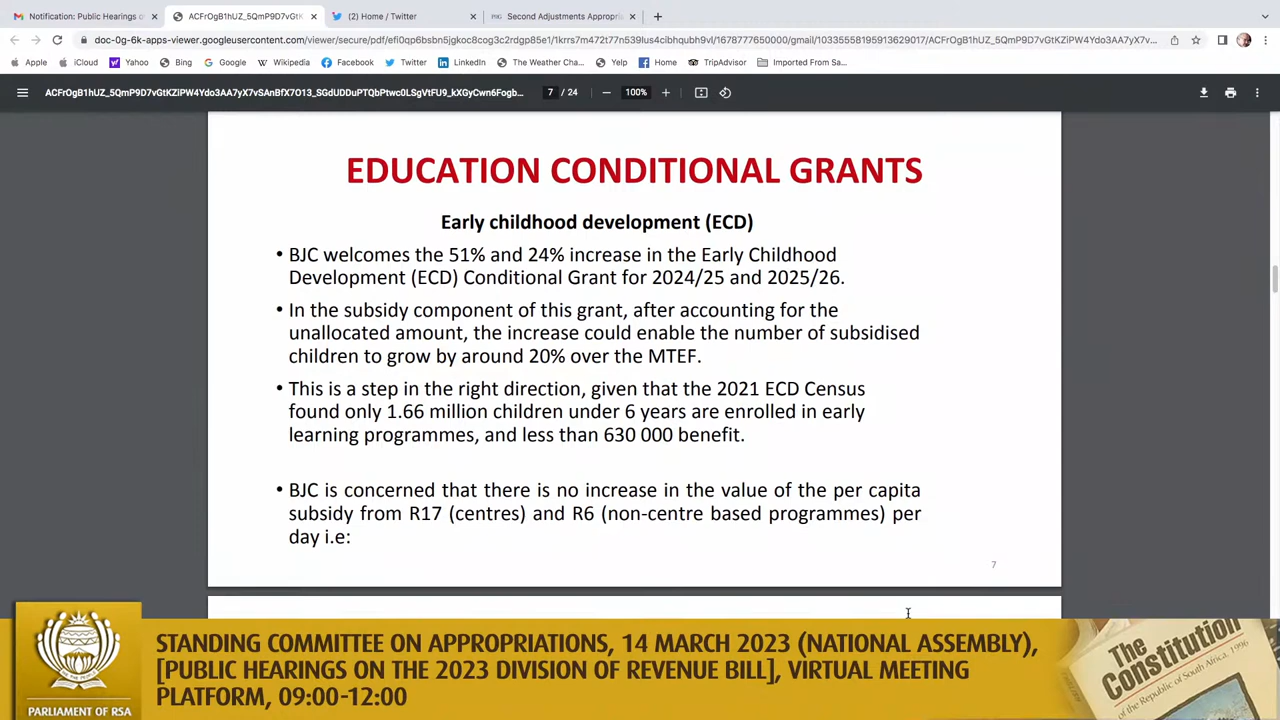 Notification: Public Hearings o
ACFrOgB1hUZ_5QmP9D7vGtK
(2) Home / Twitter
Second Adjustments Appropri
doc-0g-6k-apps-viewer.googleusercontent.com/viewer/secure/pdf/efi0qp6bsbn5jgkoc8cog3c2rdgp85e1/1krrs7m472t77n539lus4cibhqubh9vl/1678777650000/gmail/10335558195913629017/ACFrOgB1hUZ_5QmP9D7vGtKZiPW4Ydo3AA7yX7v...
Apple
iCloud
Yahoo
Bing
Google
Wikipedia
Facebook
Twitter
LinkedIn
The Weather Cha...
Yelp
Home
TripAdvisor
Imported From Sa...
ACFrOgB1hUZ_5QmP9D7vGtKZiPW4Ydo3AA7yX7vSAnBfX7O13_SGdUDDuPTQbPtwc0LSgVtFU9_kXGyCwn6Fogb...
7 / 24
100%
EDUCATION CONDITIONAL GRANTS
Early childhood development (ECD)
• BJC welcomes the 51% and 24% increase in the Early Childhood
Development (ECD) Conditional Grant for 2024/25 and 2025/26.
• In the subsidy component of this grant, after accounting for the
unallocated amount, the increase could enable the number of subsidised
children to grow by around 20% over the MTEF.
• This is a step in the right direction, given that the 2021 ECD Census
found only 1.66 million children under 6 years are enrolled in early
learning programmes, and less than 630 000 benefit.
• BJC is concerned that there is no increase in the value of the per capita
subsidy from R17 (centres) and R6 (non-centre based programmes) per
day i.e:
7
STANDING COMMITTEE ON APPROPRIATIONS, 14 MARCH 2023 (NATIONAL ASSEMBLY),
[PUBLIC HEARINGS ON THE 2023 DIVISION OF REVENUE BILL], VIRTUAL MEETING
PLATFORM, 09:00-12:00
PARLIAMENT OF RSA
The
Constitution
of the Republic of South Africa, 1996